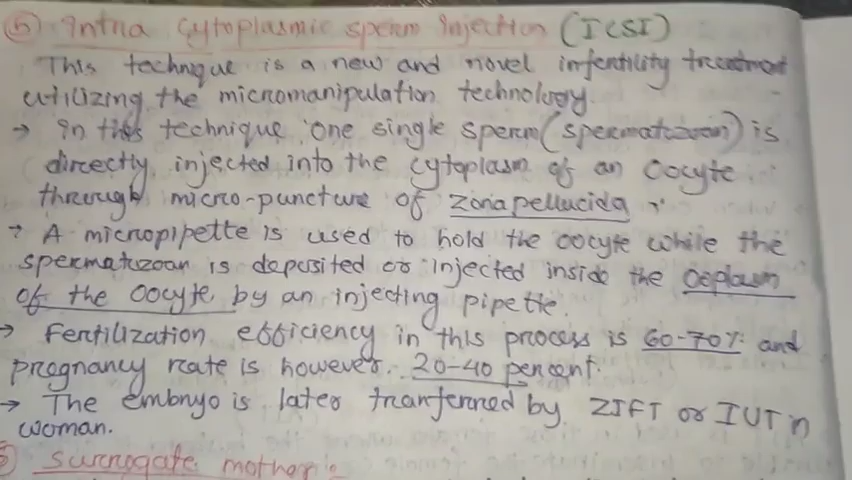 ⑤ Intra Cytoplasmic sperm Injection (ICSI)
This technque is a new and novel infertility treatment
utilizing the micromanipulation technology.
→ In this technique, one single sperm (spermatozoon) is
directly injected into the cytoplasm of an oocyte
through micro-puncture of zona pellucida.
→ A micropipette is used to hold the oocyte while the
spermatozoan is deposited or injected inside the ooplasm
of the oocyte by an injecting pipette.
→ Fertilization efficiency in this process is 60-70% and
pregnancy rate is however. 20-40 percent.
→ The embryo is later tranferred by ZIFT or IUT in
woman.
surrogate mother: